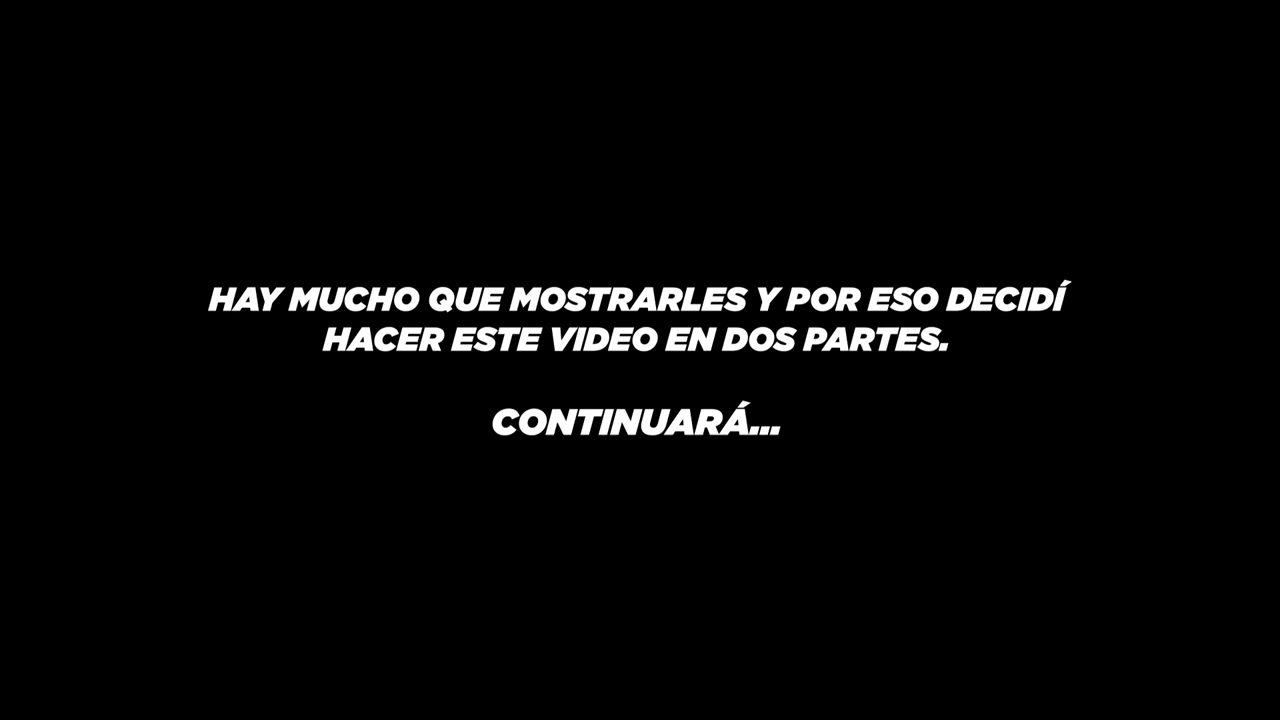 HAY MUCHO QUE MOSTRARLES Y POR ESO DECIDÍ
HACER ESTE VIDEO EN DOS PARTES.
CONTINUARÁ...